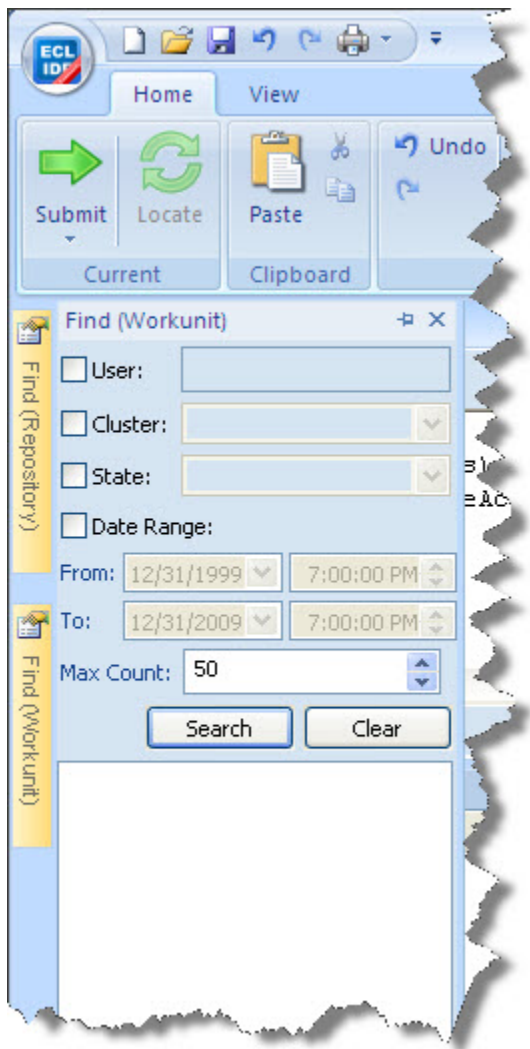 ECL
IDE
Home View
Undo
Submit Locate Paste
Current Clipboard
Find (Repository)
Find (Workunit)
Find (Workunit)
User:
Cluster:
State:
Date Range:
From: 12/31/1999 7:00:00 PM
To: 12/31/2009 7:00:00 PM
Max Count: 50
Search Clear